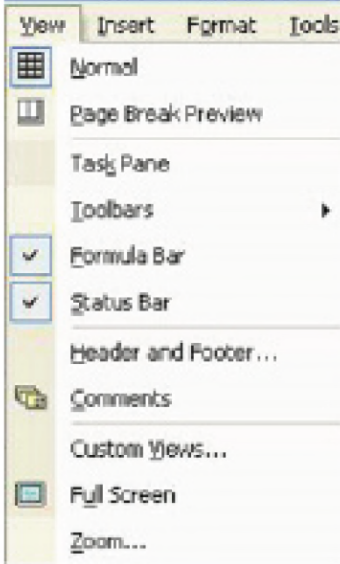 View Insert Format Tools
Normal
Page Break Preview
Task Pane
Toolbars
Formula Bar
Status Bar
Header and Footer...
Comments
Custom Views...
Full Screen
Zoom...